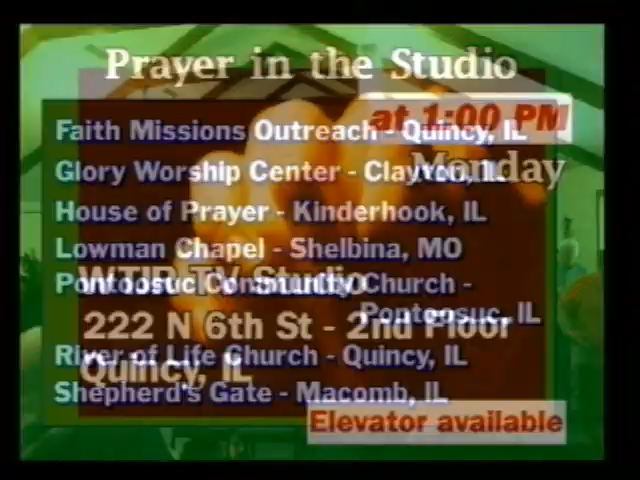 Prayer in the Studio
at 1:00 PM
Faith Missions Outreach - Quincy, IL
Monday
Glory Worship Center - Clayton, IL
House of Prayer - Kinderhook, IL
Lowman Chapel - Shelbina, MO
WTJR-TV Studio
Pontoosuc Community Church -
Pontoosuc, IL
222 N 6th St - 2nd Floor
River of Life Church - Quincy, IL
Quincy, IL
Shepherd's Gate - Macomb, IL
Elevator available